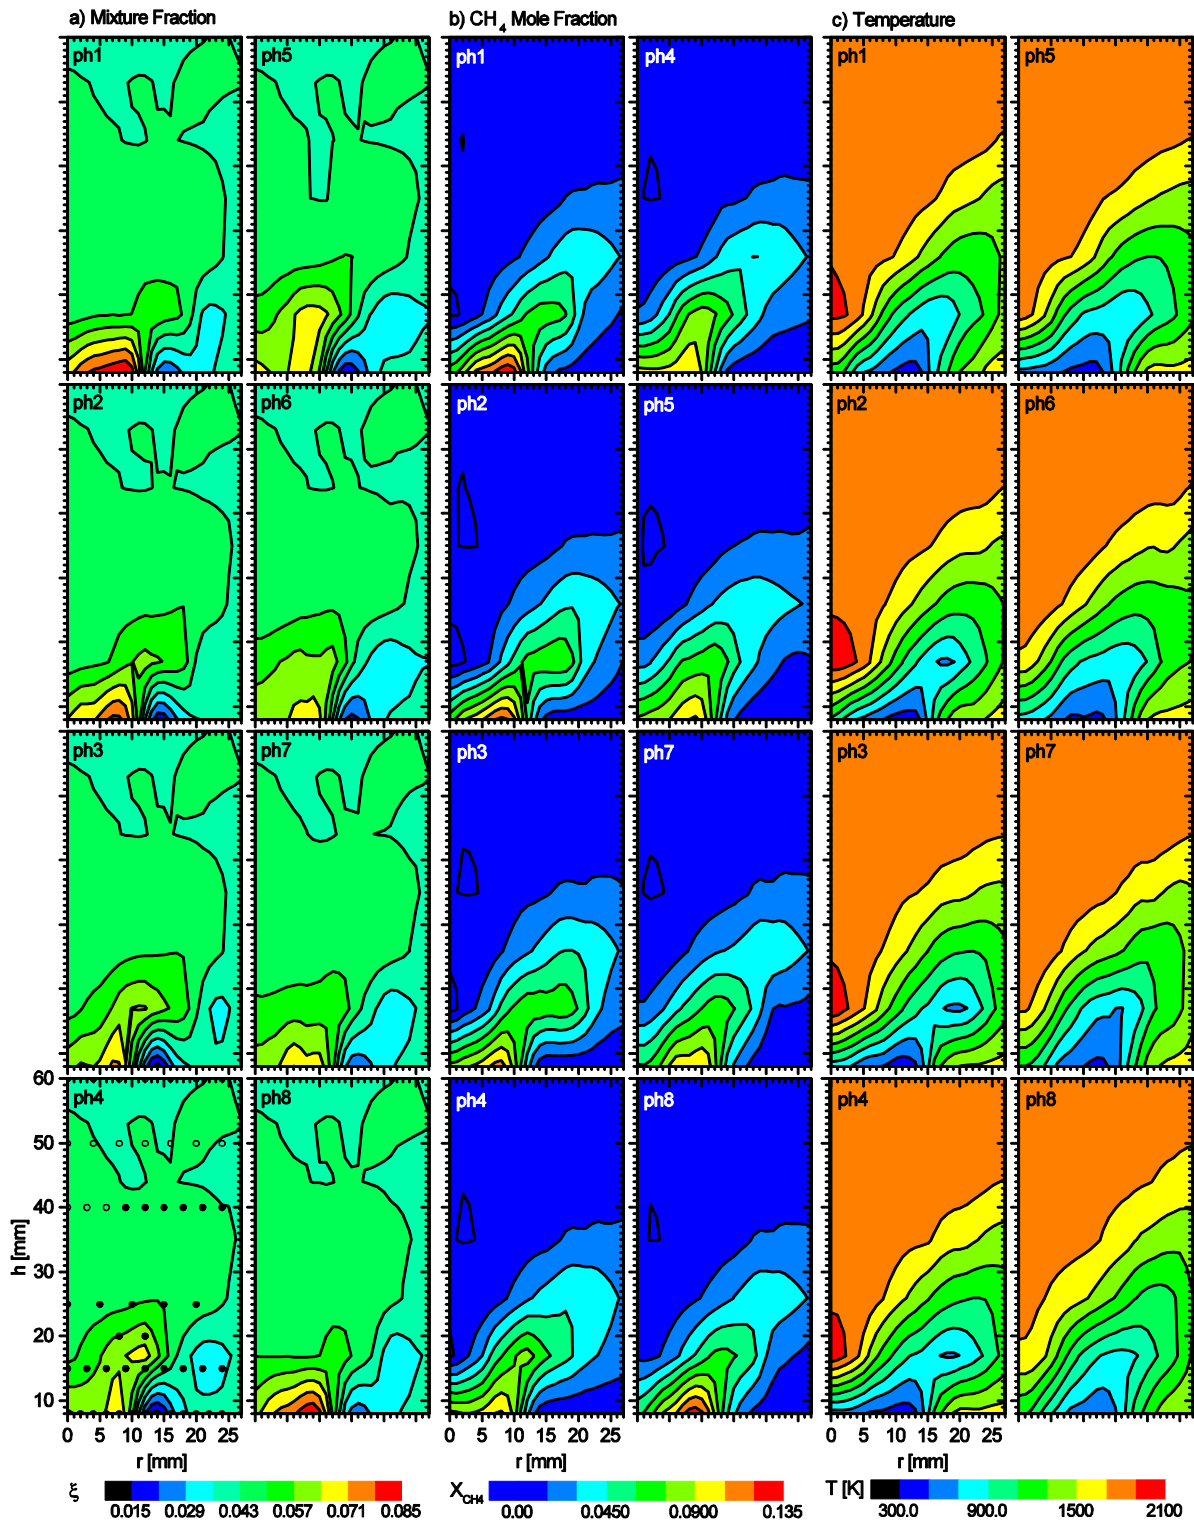 a) Mixture Fraction
b) CH4 Mole Fraction
c) Temperature
ph1 ph5 ph1 ph4 ph1 ph5
ph2 ph6 ph2 ph5 ph2 ph6
ph3 ph7 ph3 ph7 ph3 ph7
ph4 ph8 ph4 ph8 ph4 ph8
60
50
40
30
20
10
h [mm]
0 5 10 15 20 25 0 5 10 15 20 25 0 5 10 15 20 25
r [mm] r [mm] r [mm]
ξ 0.015 0.029 0.043 0.057 0.071 0.085
XCH4 0.00 0.0450 0.0900 0.135
T [K] 300.0 900.0 1500 2100